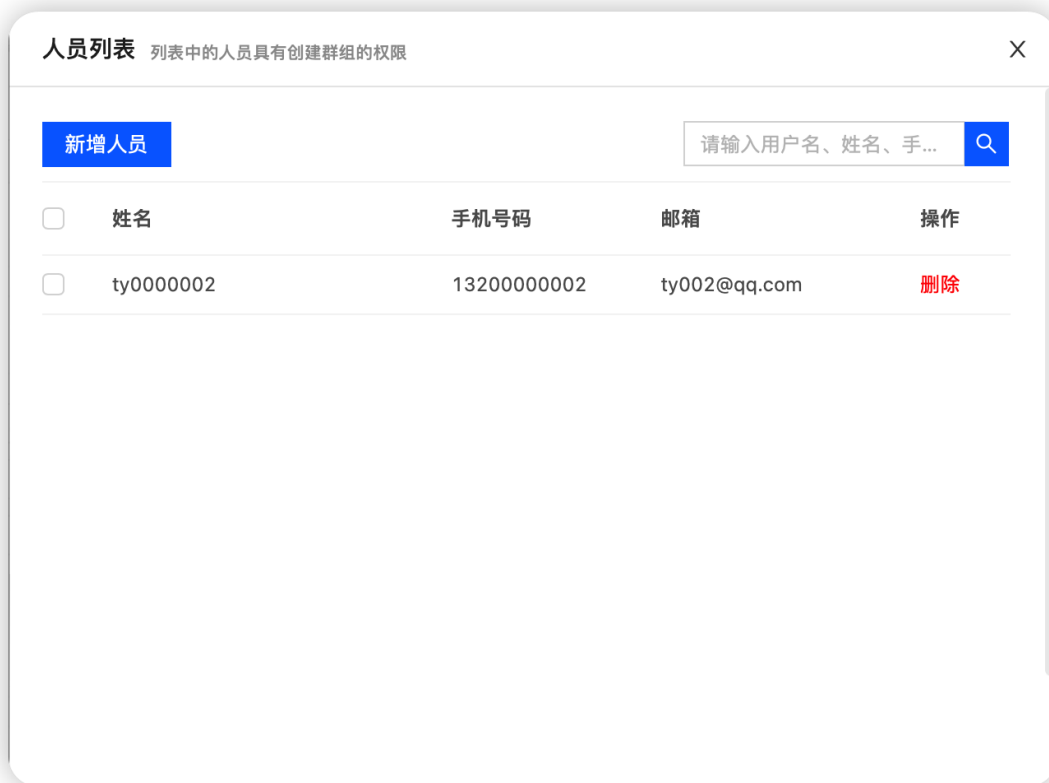 人员列表 列表中的人员具有创建群组的权限
新增人员 请输入用户名、姓名、手...
姓名 手机号码 邮箱 操作
ty0000002 13200000002 ty002@qq.com 删除